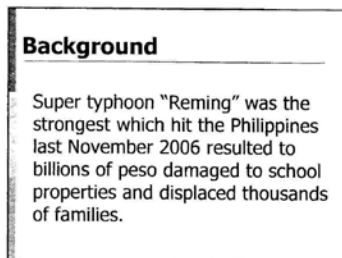 Background
Super typhoon “Reming” was the
strongest which hit the Philippines
last November 2006 resulted to
billions of peso damaged to school
properties and displaced thousands
of families.